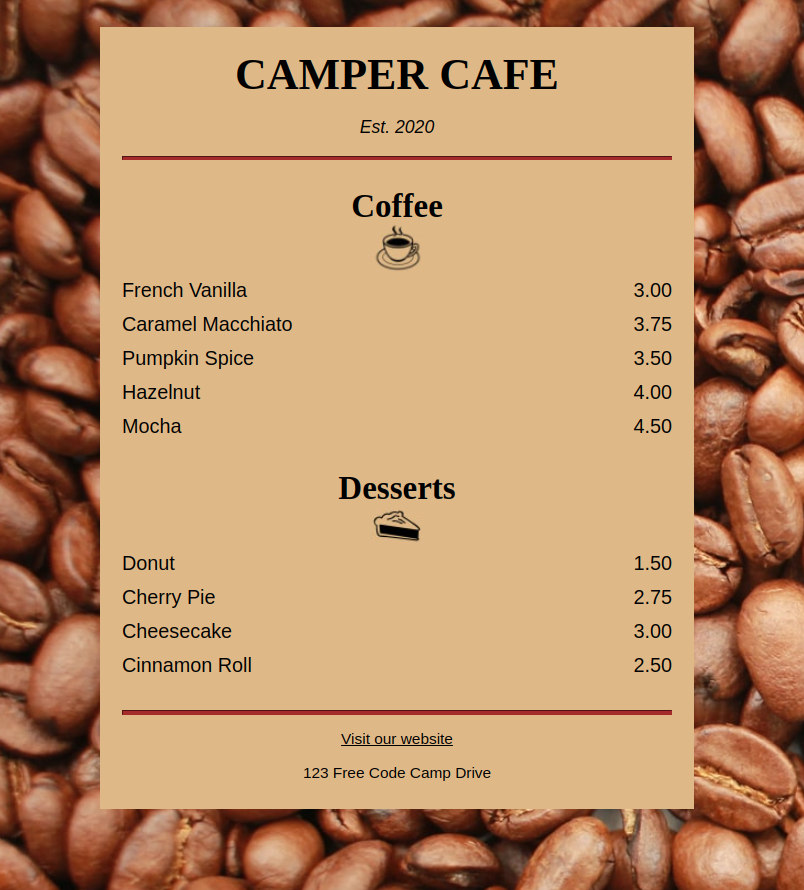 CAMPER CAFE
Est. 2020
Coffee
French Vanilla 3.00
Caramel Macchiato 3.75
Pumpkin Spice 3.50
Hazelnut 4.00
Mocha 4.50
Desserts
Donut 1.50
Cherry Pie 2.75
Cheesecake 3.00
Cinnamon Roll 2.50
Visit our website
123 Free Code Camp Drive